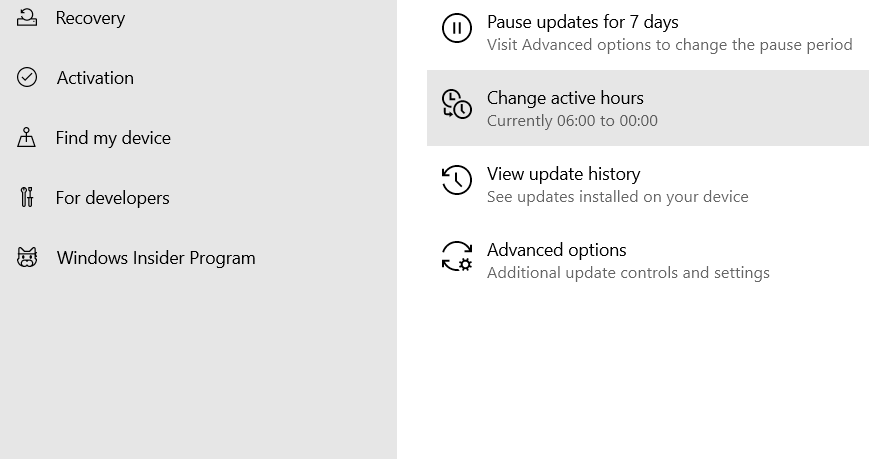 Recovery
Activation
Find my device
For developers
Windows Insider Program
Pause updates for 7 days
Visit Advanced options to change the pause period
Change active hours
Currently 06:00 to 00:00
View update history
See updates installed on your device
Advanced options
Additional update controls and settings